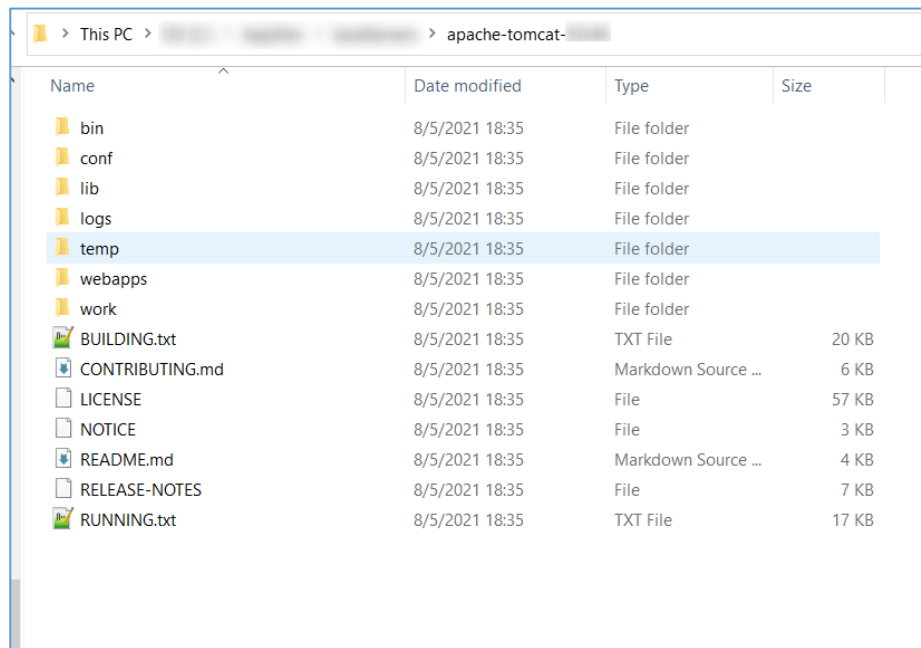 This PC apache-tomcat-
Name Date modified Type Size
bin 8/5/2021 18:35 File folder
conf 8/5/2021 18:35 File folder
lib 8/5/2021 18:35 File folder
logs 8/5/2021 18:35 File folder
temp 8/5/2021 18:35 File folder
webapps 8/5/2021 18:35 File folder
work 8/5/2021 18:35 File folder
BUILDING.txt 8/5/2021 18:35 TXT File 20 KB
CONTRIBUTING.md 8/5/2021 18:35 Markdown Source ... 6 KB
LICENSE 8/5/2021 18:35 File 57 KB
NOTICE 8/5/2021 18:35 File 3 KB
README.md 8/5/2021 18:35 Markdown Source ... 4 KB
RELEASE-NOTES 8/5/2021 18:35 File 7 KB
RUNNING.txt 8/5/2021 18:35 TXT File 17 KB